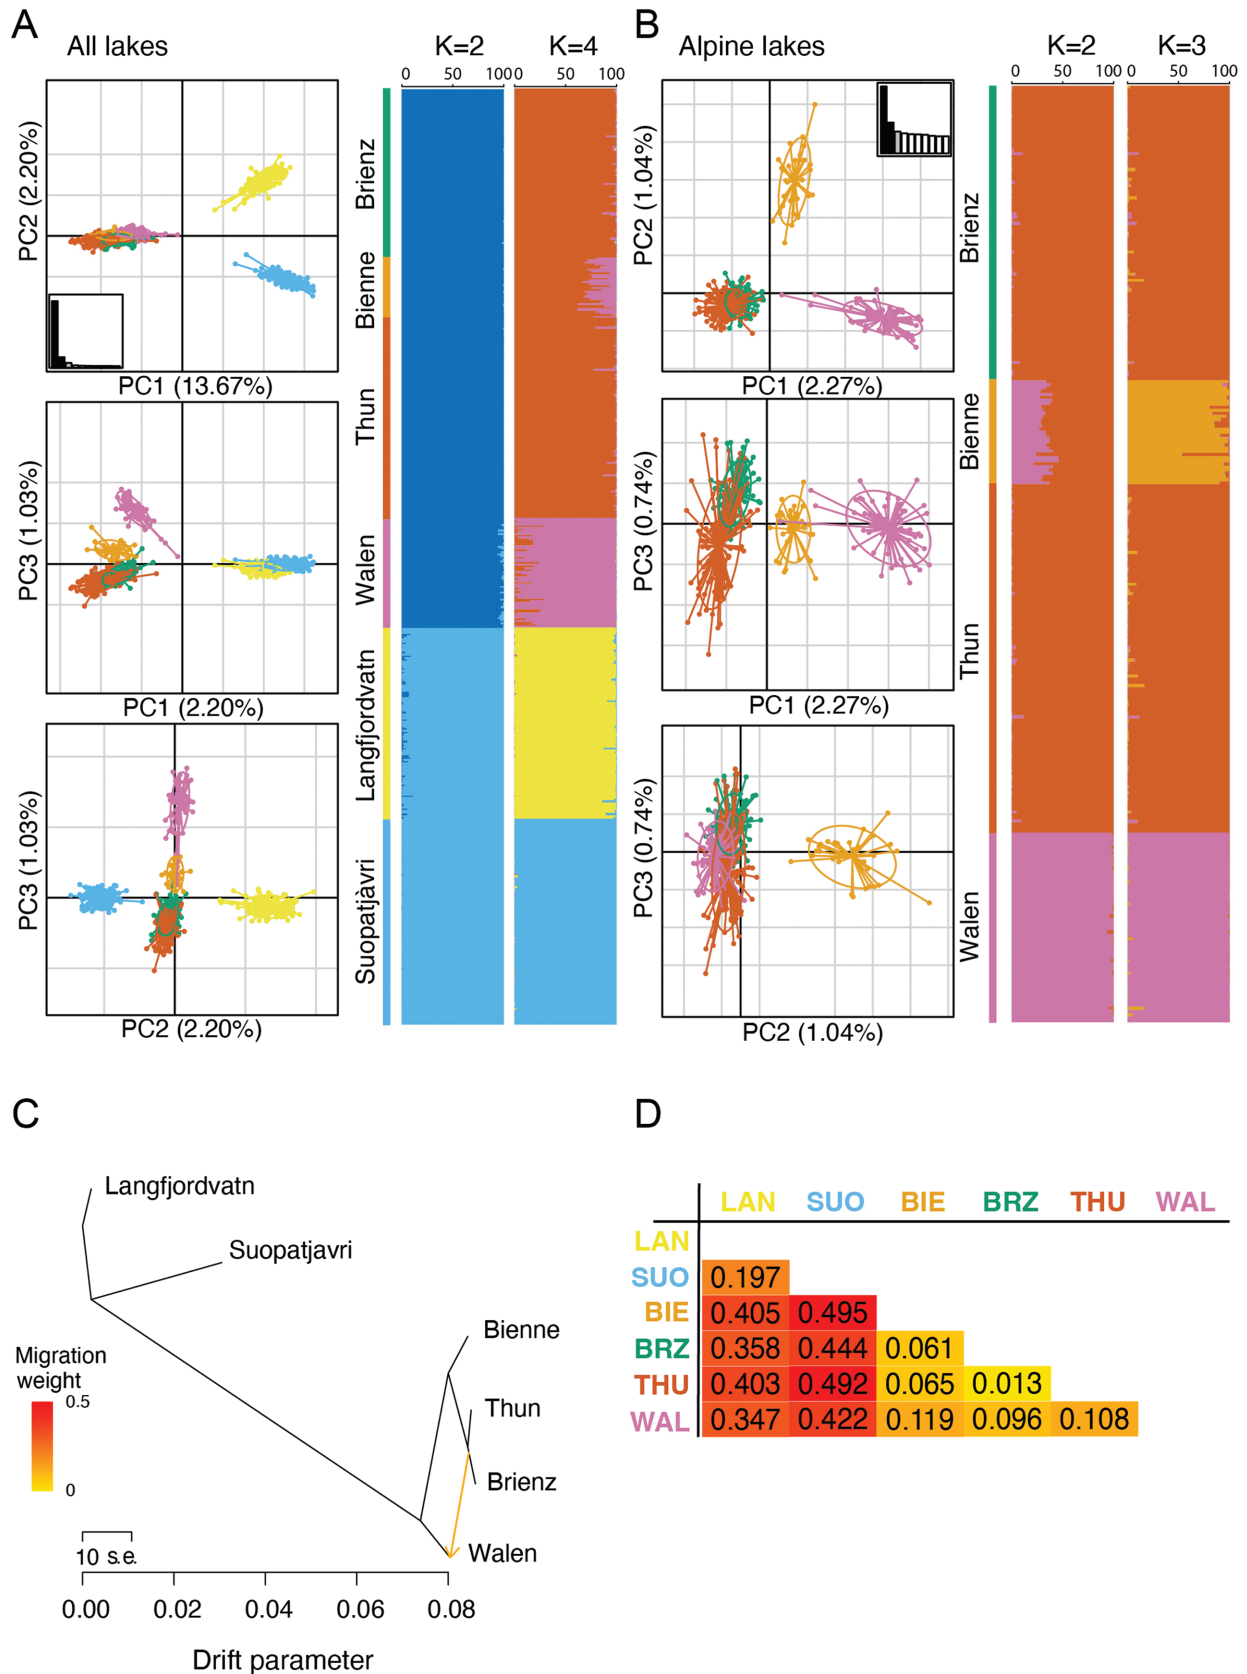 A
All lakes
K=2
K=4
0 50 100
0 50 100
PC2 (2.20%)
PC1 (13.67%)
PC3 (1.03%)
PC1 (2.20%)
PC3 (1.03%)
PC2 (2.20%)
Brienz
Bienne
Thun
Walen
Langfjordvatn
Suopatjàvri
B
Alpine lakes
K=2
K=3
0 50 100
0 50 100
PC2 (1.04%)
PC1 (2.27%)
PC3 (0.74%)
PC1 (2.27%)
PC3 (0.74%)
PC2 (1.04%)
Brienz
Bienne
Thun
Walen
C
Langfjordvatn
Suopatjavri
Bienne
Thun
Brienz
Walen
Migration
weight
0.5
0
10 s.e.
0.00 0.02 0.04 0.06 0.08
Drift parameter
D
LAN SUO BIE BRZ THU WAL
LAN
SUO 0.197
BIE 0.405 0.495
BRZ 0.358 0.444 0.061
THU 0.403 0.492 0.065 0.013
WAL 0.347 0.422 0.119 0.096 0.108